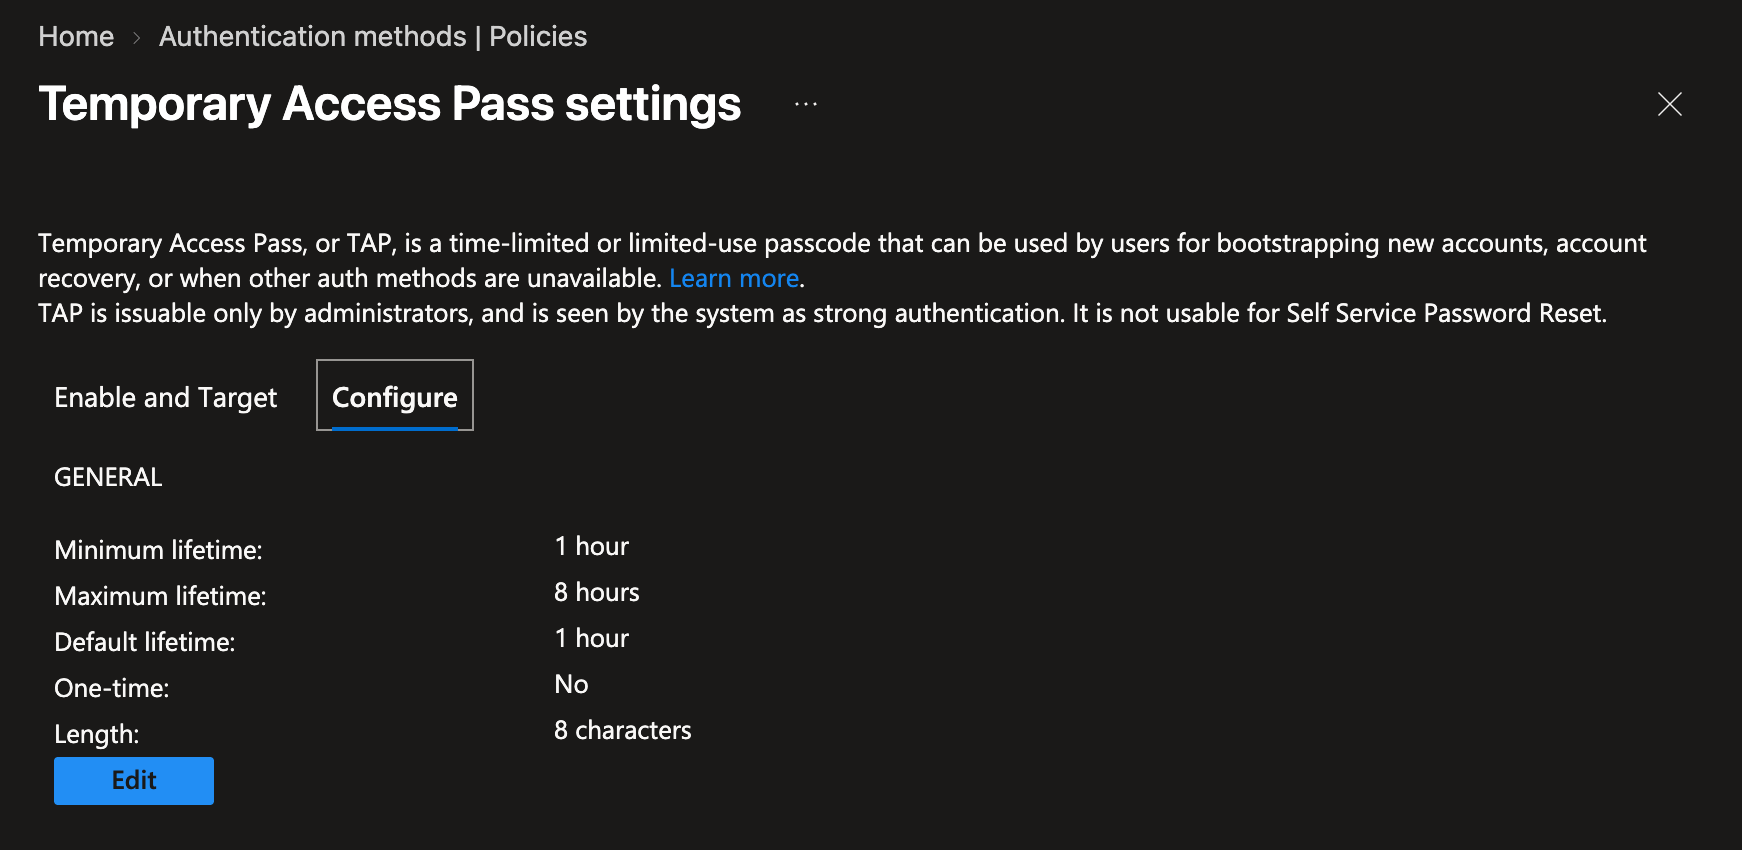 Home > Authentication methods | Policies
Temporary Access Pass settings ...
Temporary Access Pass, or TAP, is a time-limited or limited-use passcode that can be used by users for bootstrapping new accounts, account
recovery, or when other auth methods are unavailable. Learn more.
TAP is issuable only by administrators, and is seen by the system as strong authentication. It is not usable for Self Service Password Reset.
Enable and Target Configure
GENERAL
Minimum lifetime: 1 hour
Maximum lifetime: 8 hours
Default lifetime: 1 hour
One-time: No
Length: 8 characters
Edit